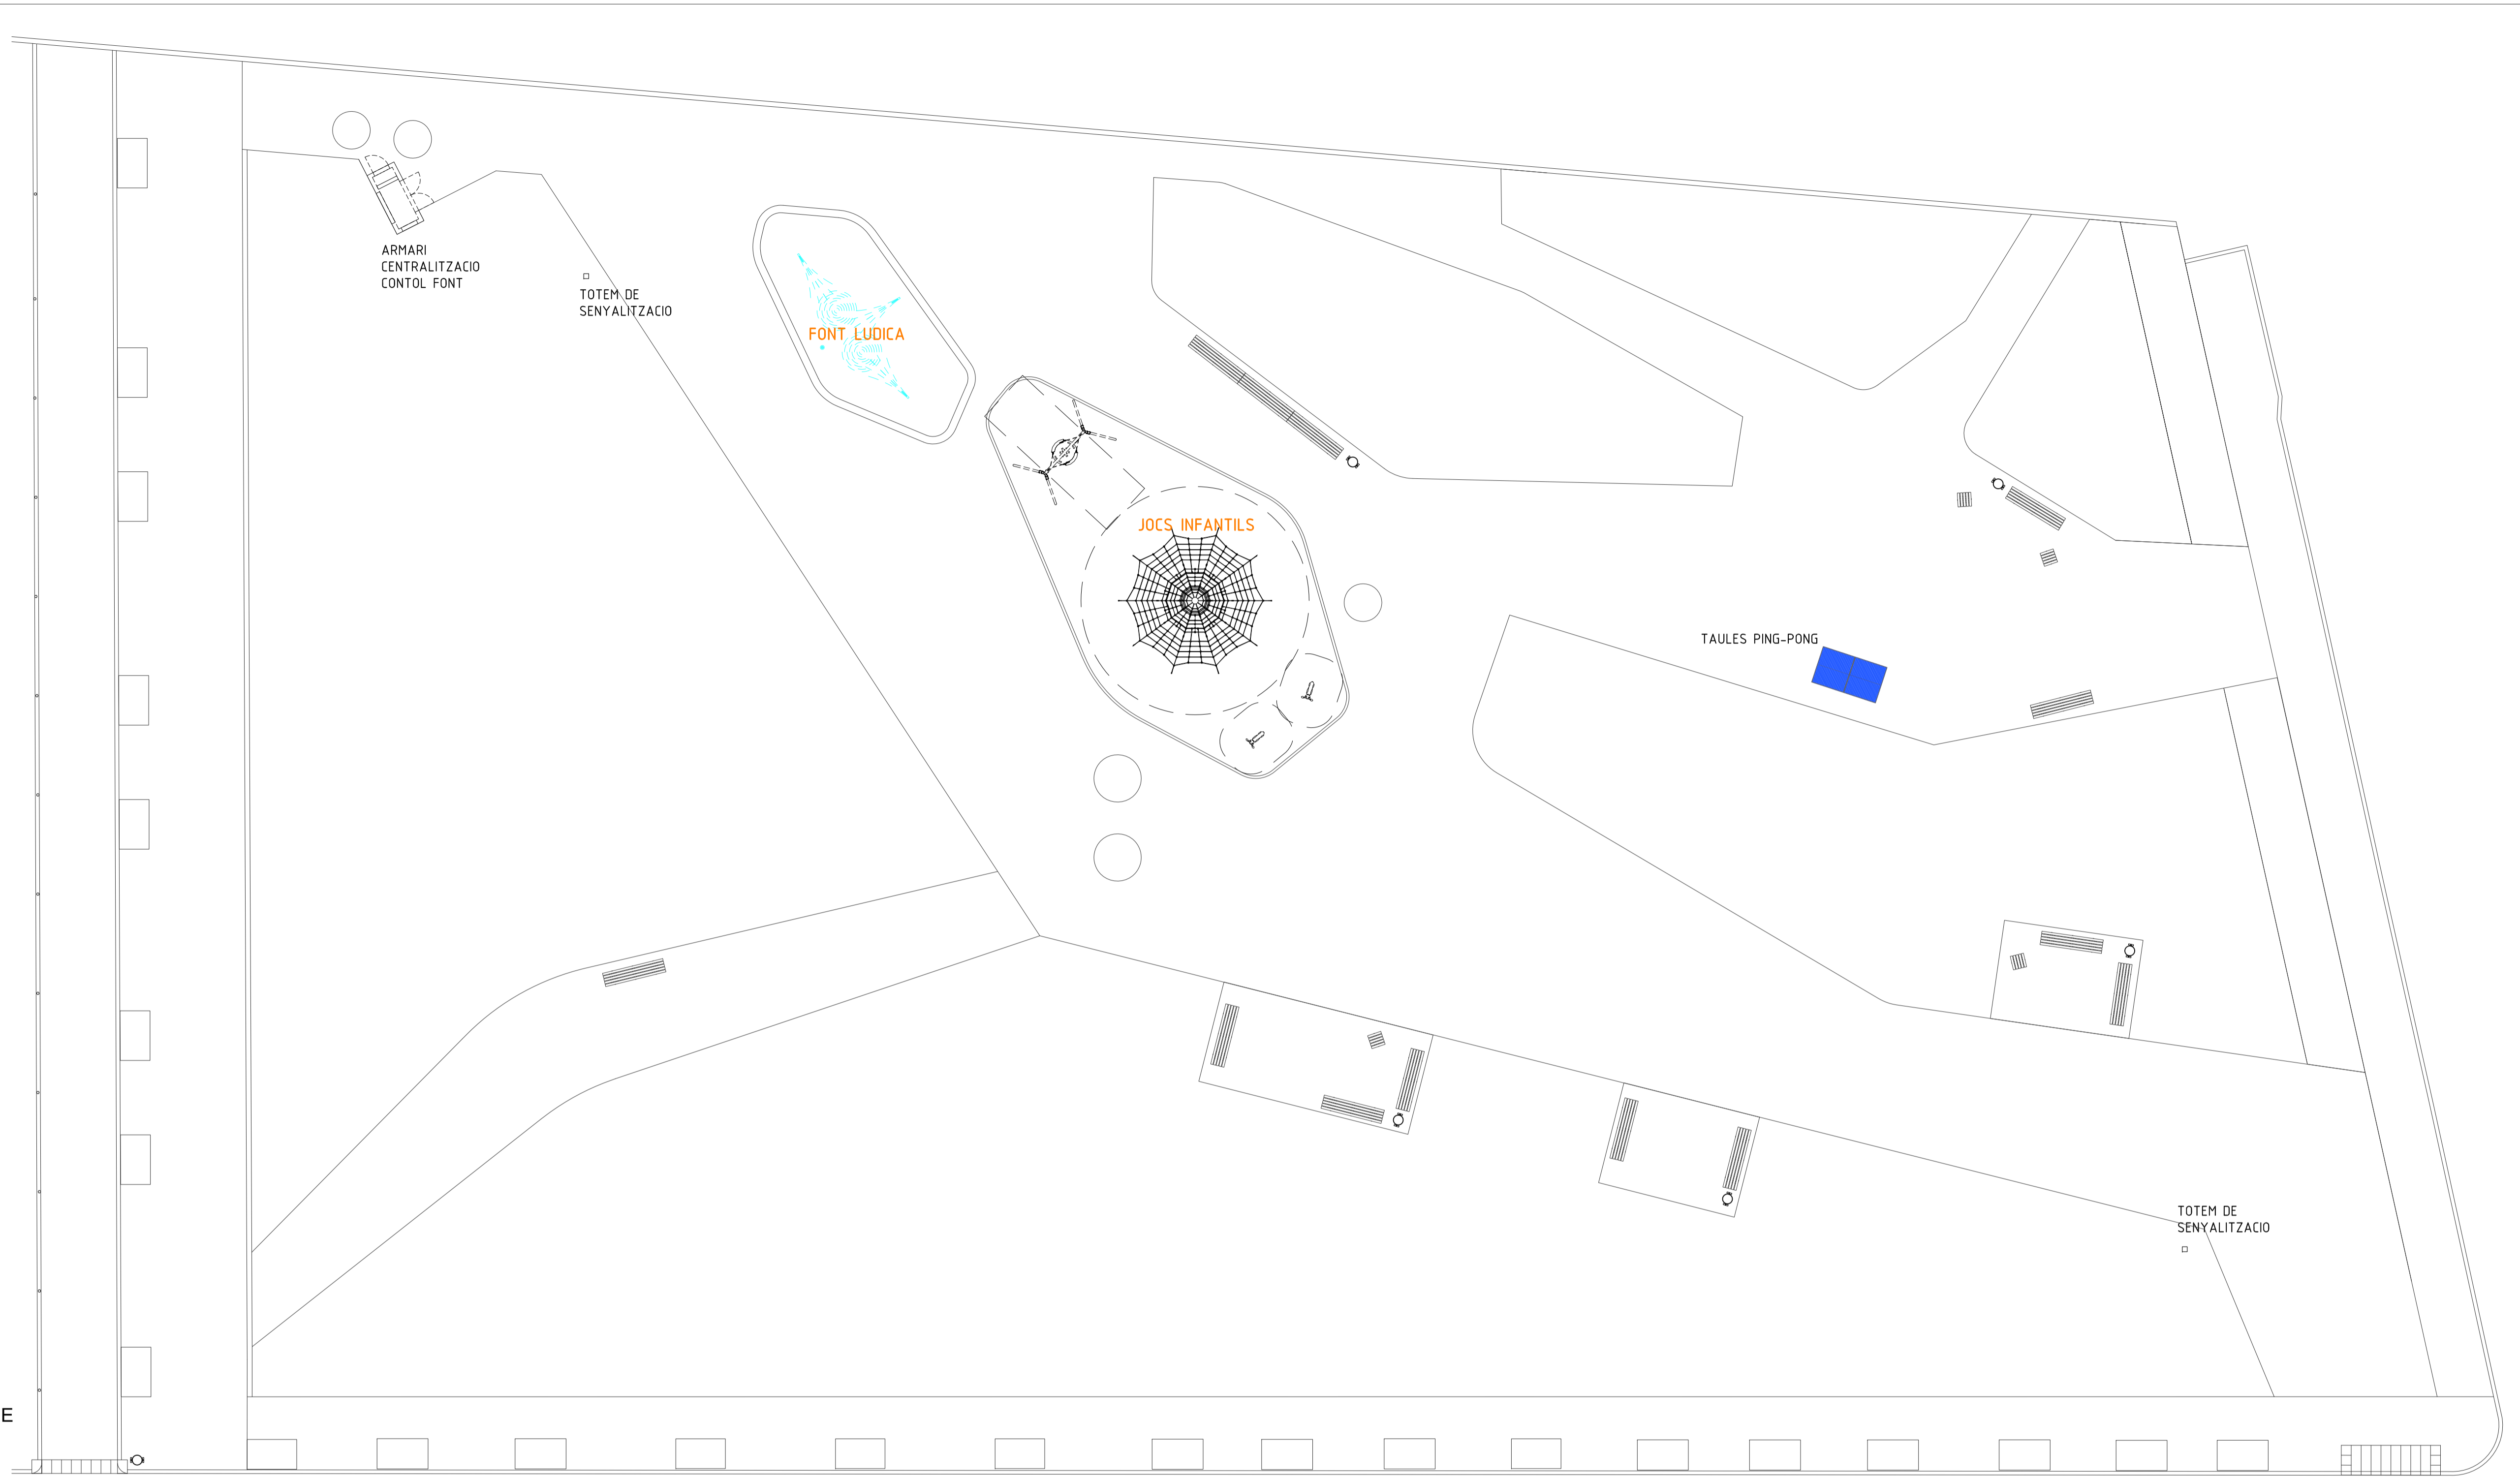 ARMARI
CENTRALITZACIO
CONTOL FONT
TOTEM DE
SENYALITZACIO
FONT LUDICA
JOCS INFANTILS
TAULES PING-PONG
TOTEM DE
SENYALITZACIO
E